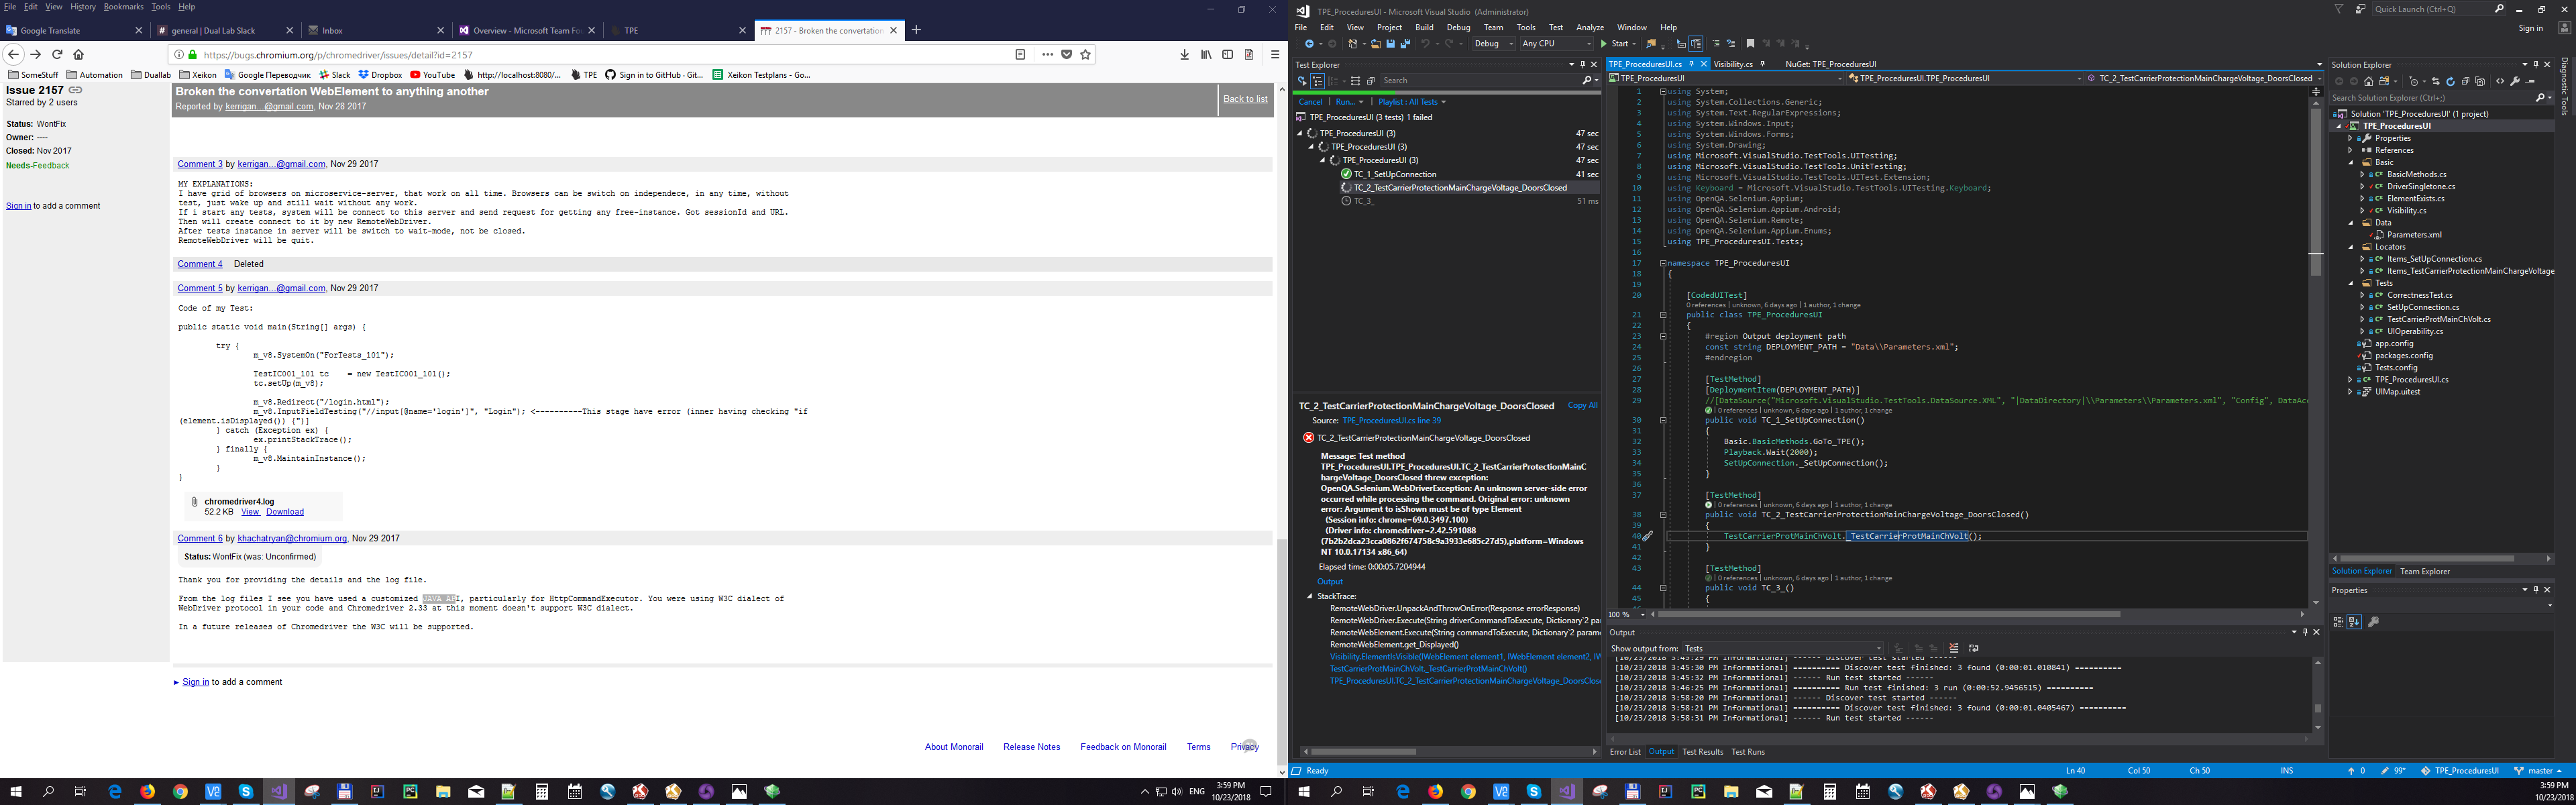 File Edit View History Bookmarks Tools Help
Google Translate
general | Dual Lab Slack
Inbox
Overview - Microsoft Team Fou
TPE
2157 - Broken the convertation
https://bugs.chromium.org/p/chromedriver/issues/detail?id=2157
SomeStuff Automation Duallab Xeikon Google Переводчик Slack Dropbox YouTube http://localhost:8080/... TPE Sign in to GitHub · Git... Xeikon Testplans - Go...
Issue 2157
Starred by 2 users
Status: WontFix
Owner: ----
Closed: Nov 2017
Needs-Feedback
Sign in to add a comment
Broken the convertation WebElement to anything another
Reported by kerrigan...@gmail.com, Nov 28 2017
Back to list
Comment 3 by kerrigan...@gmail.com, Nov 29 2017
MY EXPLANATIONS:
I have grid of browsers on microservice-server, that work on all time. Browsers can be switch on independece, in any time, without
test, just wake up and still wait without any work.
If i start any tests, system will be connect to this server and send request for getting any free-instance. Got sessionId and URL.
Then will create connect to it by new RemoteWebDriver.
After tests instance in server will be switch to wait-mode, not be closed.
RemoteWebDriver will be quit.
Comment 4 Deleted
Comment 5 by kerrigan...@gmail.com, Nov 29 2017
Code of my Test:
public static void main(String[] args) {
try {
m_v8.SystemOn("ForTests_101");
TestIC001_101 tc = new TestIC001_101();
tc.setUp(m_v8);
m_v8.Redirect("/login.html");
m_v8.InputFieldTesting("//input[@name='login']", "Login"); <----------This stage have error (inner having checking "if
(element.isDisplayed()) {")]
} catch (Exception ex) {
ex.printStackTrace();
} finally {
m_v8.MaintainInstance();
}
}
chromedriver4.log
52.2 KB View Download
Comment 6 by khachatryan@chromium.org, Nov 29 2017
Status: WontFix (was: Unconfirmed)
Thank you for providing the details and the log file.
From the log files I see you have used a customized JAVA API, particularly for HttpCommandExecutor. You were using W3C dialect of
WebDriver protocol in your code and Chromedriver 2.33 at this moment doesn't support W3C dialect.
In a future releases of Chromedriver the W3C will be supported.
Sign in to add a comment
About Monorail Release Notes Feedback on Monorail Terms Privacy
ENG
3:59 PM
10/23/2018
TPE_ProceduresUI - Microsoft Visual Studio (Administrator)
Quick Launch (Ctrl+Q)
File Edit View Project Build Debug Team Tools Test Analyze Window Help
Sign in
Debug Any CPU Start
Test Explorer
Search
Cancel | Run... | Playlist : All Tests
TPE_ProceduresUI (3 tests) 1 failed
TPE_ProceduresUI (3) 47 sec
TPE_ProceduresUI (3) 47 sec
TPE_ProceduresUI (3) 47 sec
TC_1_SetUpConnection 41 sec
TC_2_TestCarrierProtectionMainChargeVoltage_DoorsClosed
TC_3_ 51 ms
TC_2_TestCarrierProtectionMainChargeVoltage_DoorsClosed Copy All
Source: TPE_ProceduresUI.cs line 39
TC_2_TestCarrierProtectionMainChargeVoltage_DoorsClosed
Message: Test method
TPE_ProceduresUI.TPE_ProceduresUI.TC_2_TestCarrierProtectionMainC
hargeVoltage_DoorsClosed threw exception:
OpenQA.Selenium.WebDriverException: An unknown server-side error
occurred while processing the command. Original error: unknown
error: Argument to isShown must be of type Element
(Session info: chrome=69.0.3497.100)
(Driver info: chromedriver=2.42.591088
(7b2b2dca23cca0862f674758c9a3933e685c27d5),platform=Windows
NT 10.0.17134 x86_64)
Elapsed time: 0:00:05.7204944
Output
StackTrace:
RemoteWebDriver.UnpackAndThrowOnError(Response errorResponse)
RemoteWebDriver.Execute(String driverCommandToExecute, Dictionary`2 par
RemoteWebElement.Execute(String commandToExecute, Dictionary`2 parame
RemoteWebElement.get_Displayed()
Visibility.ElementIsVisible(IWebElement element1, IWebElement element2, IW
TestCarrierProtMainChVolt._TestCarrierProtMainChVolt()
TPE_ProceduresUI.TC_2_TestCarrierProtectionMainChargeVoltage_DoorsClose
TPE_ProceduresUI.cs Visibility.cs NuGet: TPE_ProceduresUI
TPE_ProceduresUI TPE_ProceduresUI.TPE_ProceduresUI TC_2_TestCarrierProtectionMainChargeVoltage_DoorsClosed
1 using System;
2 using System.Collections.Generic;
3 using System.Text.RegularExpressions;
4 using System.Windows.Input;
5 using System.Windows.Forms;
6 using System.Drawing;
7 using Microsoft.VisualStudio.TestTools.UITesting;
8 using Microsoft.VisualStudio.TestTools.UnitTesting;
9 using Microsoft.VisualStudio.TestTools.UITest.Extension;
10 using Keyboard = Microsoft.VisualStudio.TestTools.UITesting.Keyboard;
11 using OpenQA.Selenium.Appium;
12 using OpenQA.Selenium.Appium.Android;
13 using OpenQA.Selenium.Remote;
14 using OpenQA.Selenium.Appium.Enums;
15 using TPE_ProceduresUI.Tests;
16
17 namespace TPE_ProceduresUI
18 {
19
20 [CodedUITest]
0 references | unknown, 6 days ago | 1 author, 1 change
21 public class TPE_ProceduresUI
22 {
23 #region Output deployment path
24 const string DEPLOYMENT_PATH = "Data\\Parameters.xml";
25 #endregion
26
27 [TestMethod]
28 [DeploymentItem(DEPLOYMENT_PATH)]
29 //[DataSource("Microsoft.VisualStudio.TestTools.DataSource.XML", "|DataDirectory|\\Parameters\\Parameters.xml", "Config", DataAcc
0 references | unknown, 6 days ago | 1 author, 1 change
30 public void TC_1_SetUpConnection()
31 {
32 Basic.BasicMethods.GoTo_TPE();
33 Playback.Wait(2000);
34 SetUpConnection._SetUpConnection();
35 }
36
37 [TestMethod]
0 references | unknown, 6 days ago | 1 author, 1 change
38 public void TC_2_TestCarrierProtectionMainChargeVoltage_DoorsClosed()
39 {
40 TestCarrierProtMainChVolt._TestCarrierProtMainChVolt();
41 }
42
43 [TestMethod]
0 references | unknown, 6 days ago | 1 author, 1 change
44 public void TC_3_()
45 {
100 %
Output
Show output from: Tests
[10/23/2018 3:45:29 PM Informational] ------ Discover test started ------
[10/23/2018 3:45:30 PM Informational] ========== Discover test finished: 3 found (0:00:01.010841) ==========
[10/23/2018 3:45:32 PM Informational] ------ Run test started ------
[10/23/2018 3:46:25 PM Informational] ========== Run test finished: 3 run (0:00:52.9456515) ==========
[10/23/2018 3:58:20 PM Informational] ------ Discover test started ------
[10/23/2018 3:58:21 PM Informational] ========== Discover test finished: 3 found (0:00:01.0405467) ==========
[10/23/2018 3:58:31 PM Informational] ------ Run test started ------
Error List Output Test Results Test Runs
Solution Explorer
Search Solution Explorer (Ctrl+;)
Solution 'TPE_ProceduresUI' (1 project)
TPE_ProceduresUI
Properties
References
Basic
BasicMethods.cs
DriverSingletone.cs
ElementExists.cs
Visibility.cs
Data
Parameters.xml
Locators
Items_SetUpConnection.cs
Items_TestCarrierProtectionMainChargeVoltage
Tests
CorrectnessTest.cs
SetUpConnection.cs
TestCarrierProtMainChVolt.cs
UIOperability.cs
app.config
packages.config
Tests.config
TPE_ProceduresUI.cs
UIMap.uitest
Solution Explorer Team Explorer
Properties
Diagnostic Tools
Ready Ln 40 Col 50 Ch 50 INS 0 99* TPE_ProceduresUI master
3:59 PM
10/23/2018